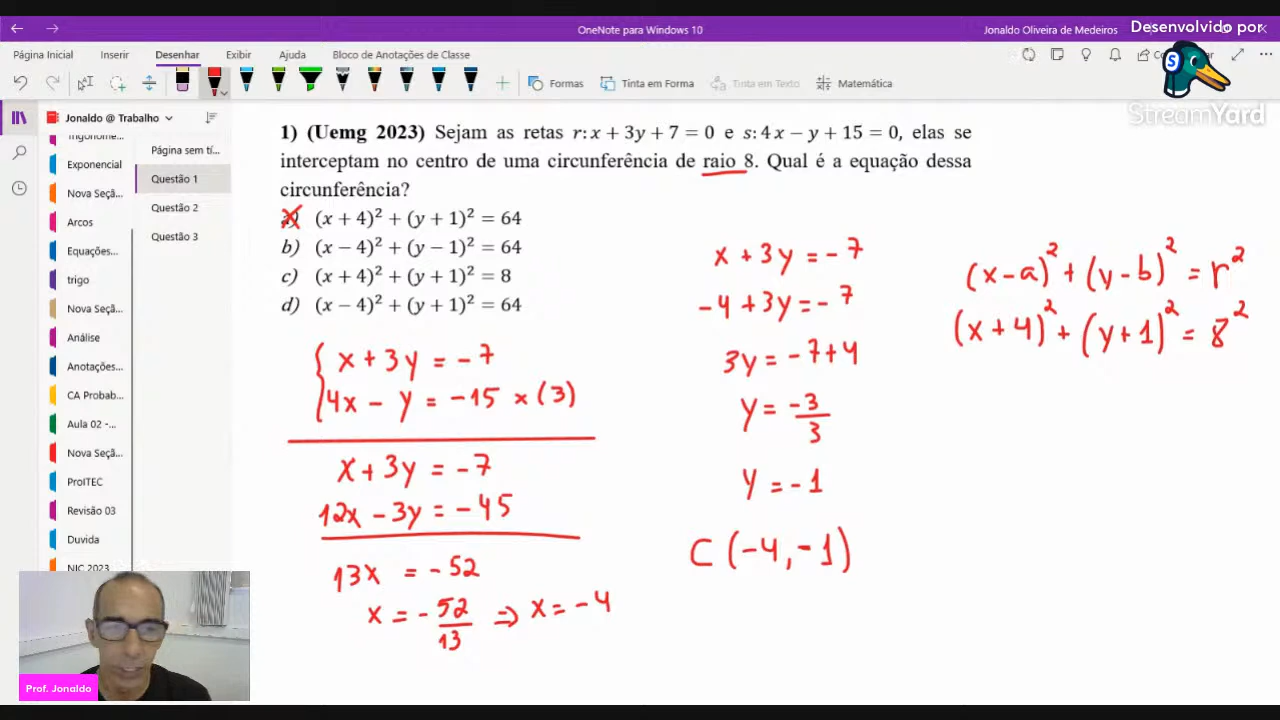 OneNote para Windows 10
Jonaldo Oliveira de Medeiros
Desenvolvido por
StreamYard
Página Inicial Inserir Desenhar Exibir Ajuda Bloco de Anotações de Classe
Formas Tinta em Forma Tinta em Texto Matemática
Jonaldo @ Trabalho
Exponencial
Nova Seçã...
Arcos
Equações...
trigo
Nova Seçã...
Análise
Anotações...
CA Probab...
Aula 02 -...
Nova Seça...
ProITEC
Revisão 03
Duvida
NIC 2023
Página sem tí...
Questão 1
Questão 2
Questão 3
1) (Uemg 2023) Sejam as retas r: x + 3y + 7 = 0 e s: 4x − y + 15 = 0, elas se
interceptam no centro de uma circunferência de raio 8. Qual é a equação dessa
circunferência?
a) (x + 4)² + (y + 1)² = 64
b) (x − 4)² + (y − 1)² = 64
c) (x + 4)² + (y + 1)² = 8
d) (x − 4)² + (y + 1)² = 64
x + 3y = -7
4x - y = -15 × (3)
x + 3y = -7
12x - 3y = -45
13x = -52
x = -52/13 ⇒ x = -4
x + 3y = -7
-4 + 3y = -7
3y = -7+4
y = -3/3
y = -1
C (-4, -1)
(x-a)² + (y-b)² = r²
(x+4)² + (y+1)² = 8²
Prof. Jonaldo